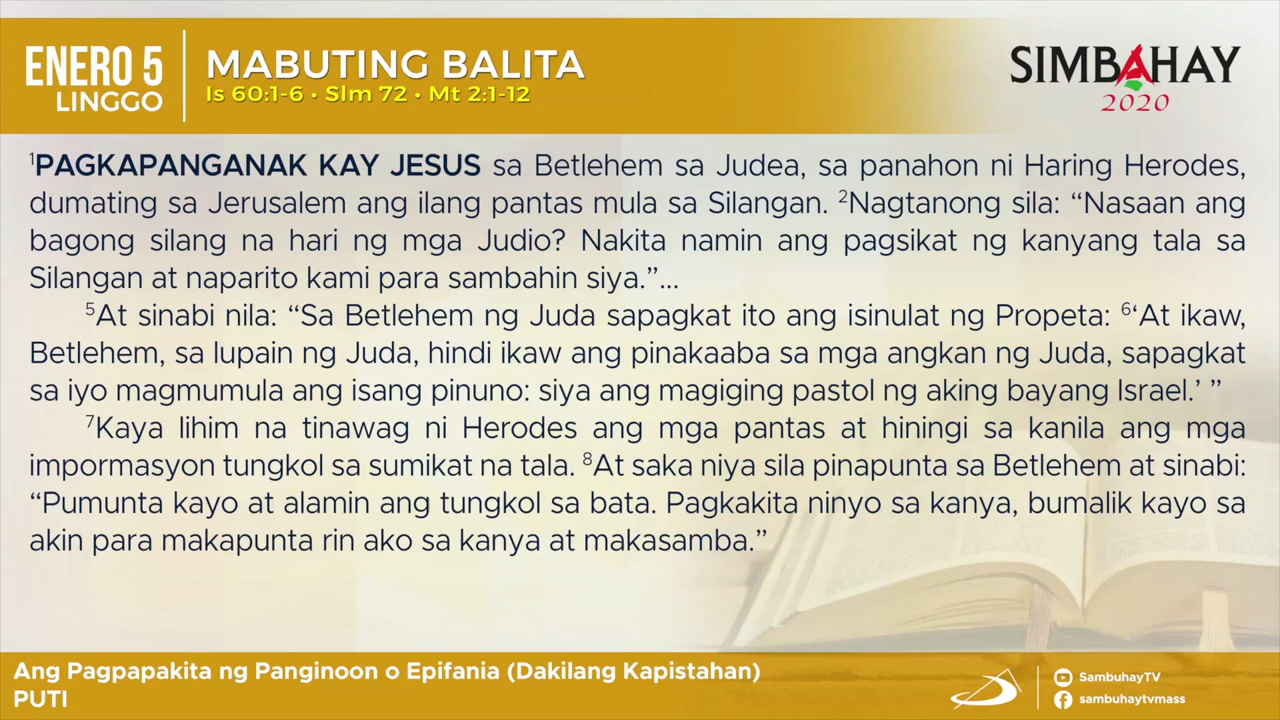 ENERO 5
LINGGO
MABUTING BALITA
Is 60:1-6 • Slm 72 • Mt 2:1-12
SIMBAHAY
2020
¹PAGKAPANGANAK KAY JESUS sa Betlehem sa Judea, sa panahon ni Haring Herodes,
dumating sa Jerusalem ang ilang pantas mula sa Silangan. ²Nagtanong sila: “Nasaan ang
bagong silang na hari ng mga Judio? Nakita namin ang pagsikat ng kanyang tala sa
Silangan at naparito kami para sambahin siya.”...
⁵At sinabi nila: “Sa Betlehem ng Juda sapagkat ito ang isinulat ng Propeta: ⁶‘At ikaw,
Betlehem, sa lupain ng Juda, hindi ikaw ang pinakaaba sa mga angkan ng Juda, sapagkat
sa iyo magmumula ang isang pinuno: siya ang magiging pastol ng aking bayang Israel.’ ”
⁷Kaya lihim na tinawag ni Herodes ang mga pantas at hiningi sa kanila ang mga
impormasyon tungkol sa sumikat na tala. ⁸At saka niya sila pinapunta sa Betlehem at sinabi:
“Pumunta kayo at alamin ang tungkol sa bata. Pagkakita ninyo sa kanya, bumalik kayo sa
akin para makapunta rin ako sa kanya at makasamba.”
Ang Pagpapakita ng Panginoon o Epifania (Dakilang Kapistahan)
PUTI
SambuhayTV
sambuhaytvmass